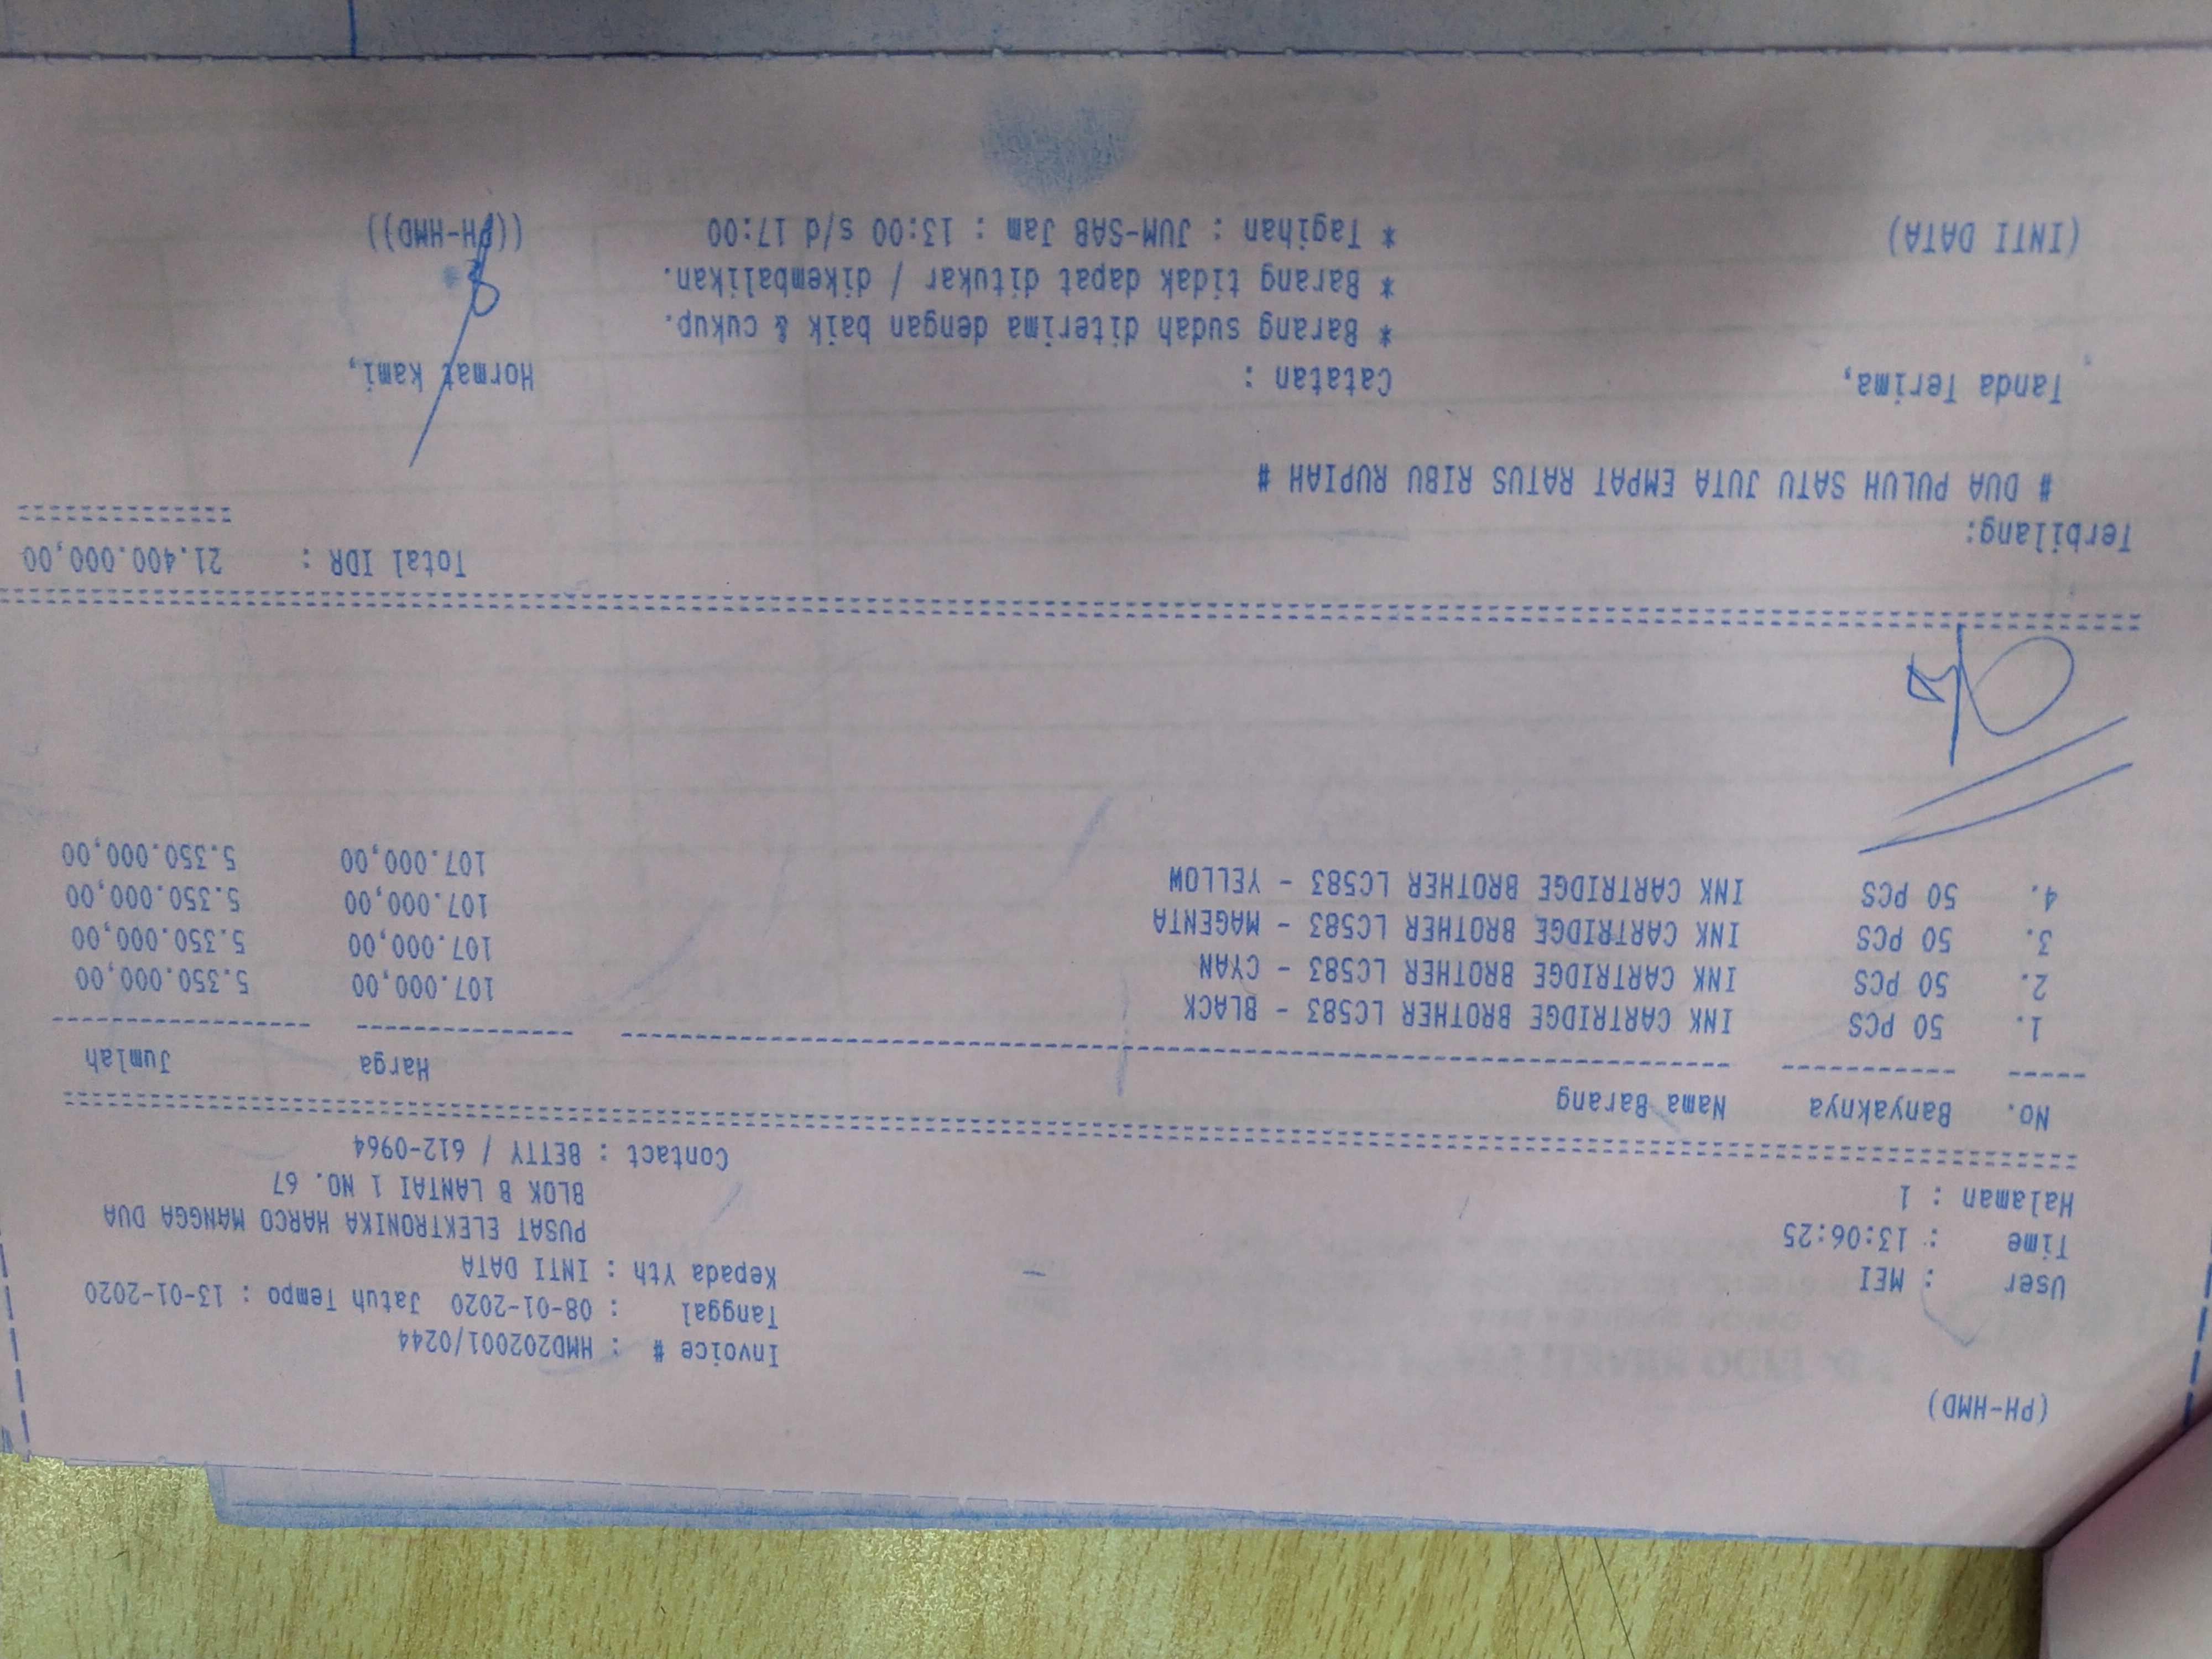 (PH-HMD)
Invoice # : HMD202001/0244
User : MEI Tanggal : 08-01-2020 Jatuh Tempo : 13-01-2020
Time : 13:06:25 Kepada Yth : INTI DATA
Halaman : 1 PUSAT ELEKTRONIKA HARCO MANGGA DUA
BLOK B LANTAI 1 NO. 67
Contact : BETTY / 612-0964
No. Banyaknya Nama Barang Harga Jumlah
1. 50 PCS INK CARTRIDGE BROTHER LC583 - BLACK 107.000,00 5.350.000,00
2. 50 PCS INK CARTRIDGE BROTHER LC583 - CYAN 107.000,00 5.350.000,00
3. 50 PCS INK CARTRIDGE BROTHER LC583 - MAGENTA 107.000,00 5.350.000,00
4. 50 PCS INK CARTRIDGE BROTHER LC583 - YELLOW 107.000,00 5.350.000,00
Total IDR : 21.400.000,00
Terbilang:
# DUA PULUH SATU JUTA EMPAT RATUS RIBU RUPIAH #
Tanda Terima, Catatan : Hormat kami,
* Barang sudah diterima dengan baik & cukup.
* Barang tidak dapat ditukar / dikembalikan.
(INTI DATA) * Tagihan : JUM-SAB Jam : 13:00 s/d 17:00 ((PH-HMD))